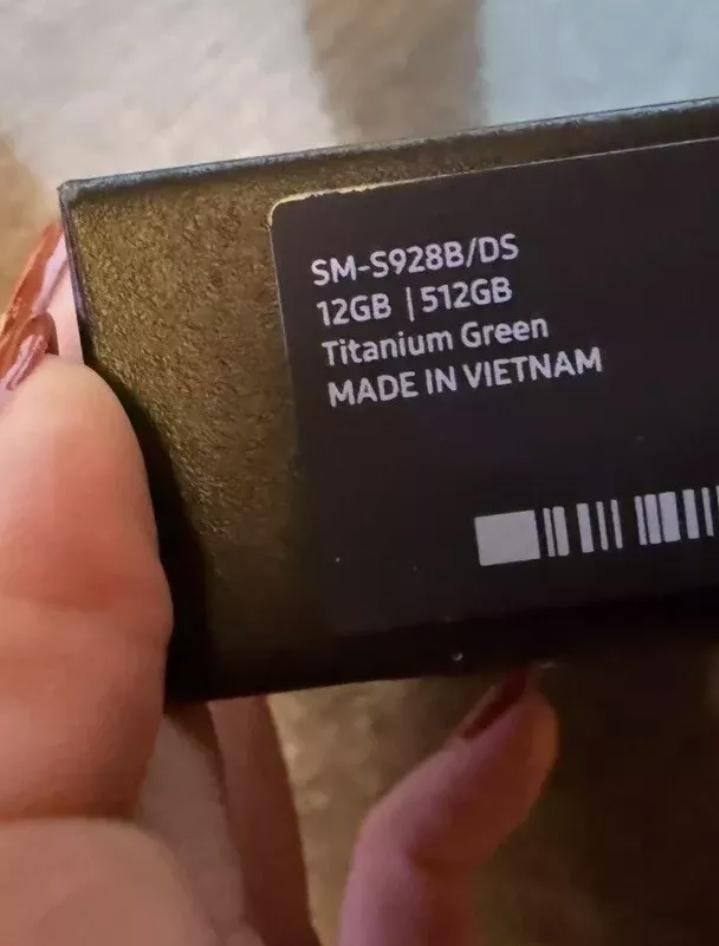 SM-S928B/DS
12GB | 512GB
Titanium Green
MADE IN VIETNAM